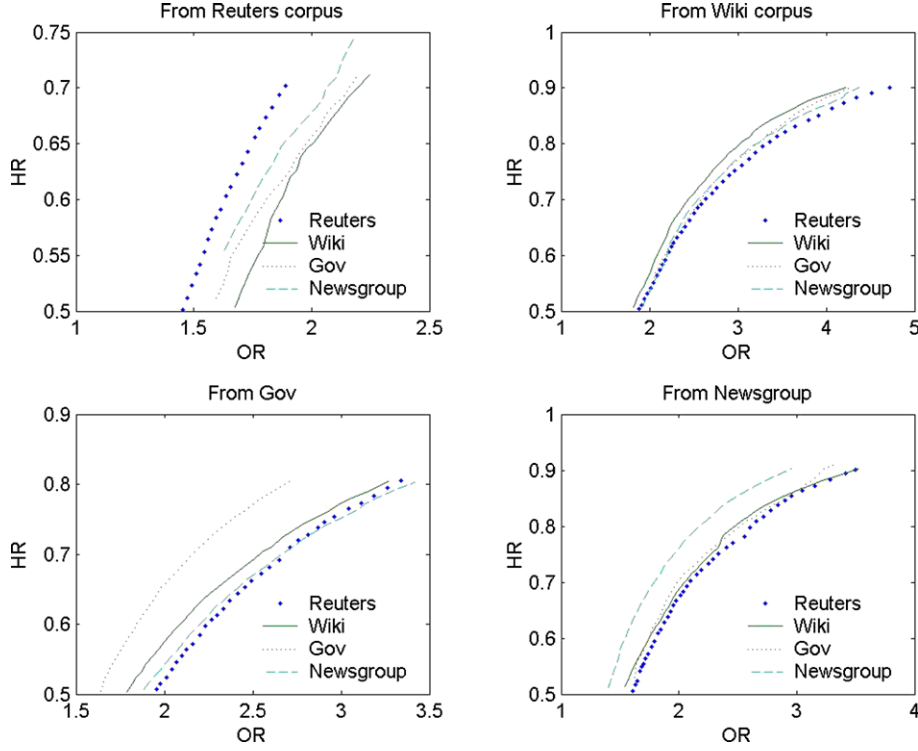 From Reuters corpus
0.75
0.7
0.65
0.6
0.55
0.5
HR
1
1.5
2
2.5
OR
Reuters
Wiki
Gov
Newsgroup
From Wiki corpus
1
0.9
0.8
0.7
0.6
0.5
HR
1
2
3
4
5
OR
Reuters
Wiki
Gov
Newsgroup
From Gov
0.9
0.8
0.7
0.6
0.5
HR
1.5
2
2.5
3
3.5
OR
Reuters
Wiki
Gov
Newsgroup
From Newsgroup
1
0.9
0.8
0.7
0.6
0.5
HR
1
2
3
4
OR
Reuters
Wiki
Gov
Newsgroup